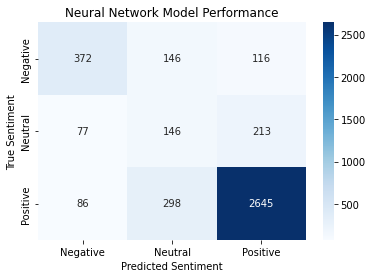 Neural Network Model Performance
True Sentiment
Negative
372 146 116
Neutral
77 146 213
Positive
86 298 2645
Negative Neutral Positive
Predicted Sentiment
2500
2000
1500
1000
500